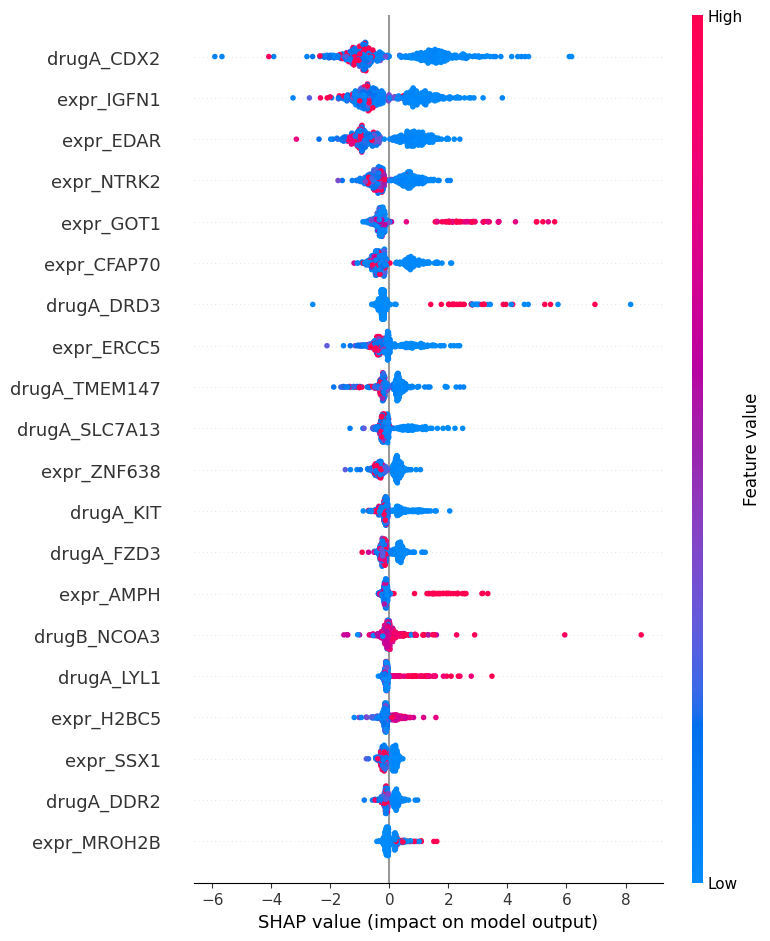 High
drugA_CDX2
expr_IGFN1
expr_EDAR
expr_NTRK2
expr_GOT1
expr_CFAP70
drugA_DRD3
expr_ERCC5
drugA_TMEM147
drugA_SLC7A13
expr_ZNF638
drugA_KIT
drugA_FZD3
expr_AMPH
drugB_NCOA3
drugA_LYL1
expr_H2BC5
expr_SSX1
drugA_DDR2
expr_MROH2B
Feature value
Low
−6 −4 −2 0 2 4 6 8
SHAP value (impact on model output)